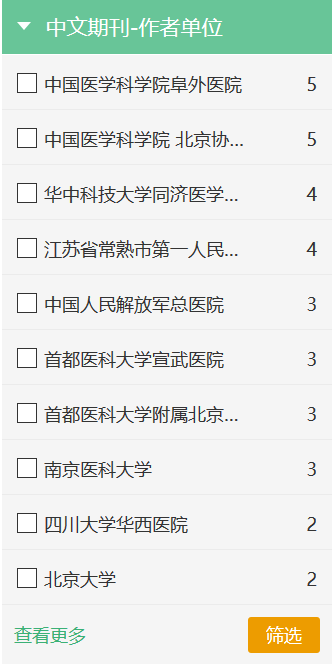 中文期刊-作者单位
中国医学科学院阜外医院 5
中国医学科学院 北京协... 5
华中科技大学同济医学... 4
江苏省常熟市第一人民... 4
中国人民解放军总医院 3
首都医科大学宣武医院 3
首都医科大学附属北京... 3
南京医科大学 3
四川大学华西医院 2
北京大学 2
查看更多 筛选